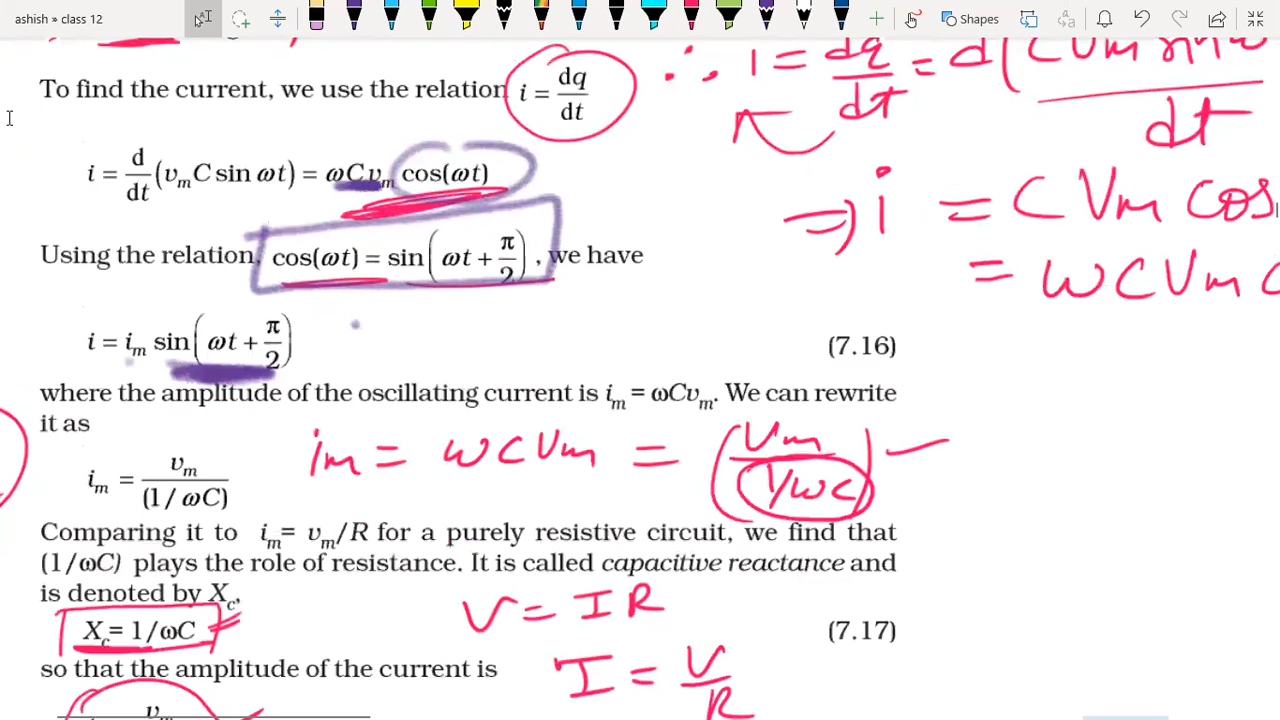 ashish » class 12
Shapes
To find the current, we use the relation i = dq/dt
∴ i = dq/dt = d(CVm sinω
dt
i = d/dt (vₘ C sin ωt) = ωCvₘ cos(ωt)
⇒ i = C Vm cos
Using the relation, cos(ωt) = sin(ωt + π/2), we have
= ωCVm c
i = iₘ sin(ωt + π/2) (7.16)
where the amplitude of the oscillating current is iₘ = ωCvₘ. We can rewrite
it as
im = ωCVm = (Vm/(1/ωC))
iₘ = vₘ/(1/ωC)
Comparing it to iₘ= vₘ/R for a purely resistive circuit, we find that
(1/ωC) plays the role of resistance. It is called capacitive reactance and
is denoted by X_c,
V = IR
X_c= 1/ωC (7.17)
so that the amplitude of the current is
I = V/R
vₘ